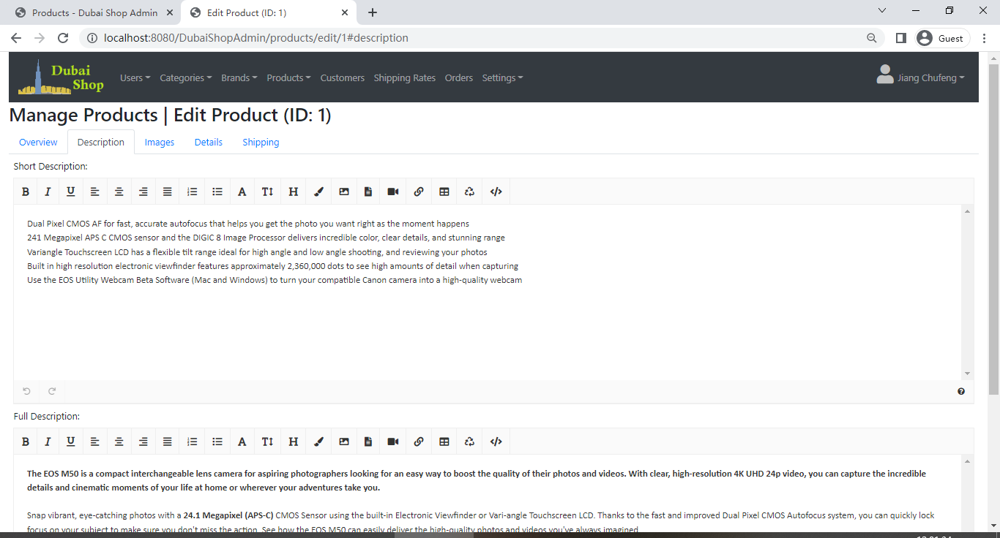 Products - Dubai Shop Admin
Edit Product (ID: 1)
localhost:8080/DubaiShopAdmin/products/edit/1#description
Guest
Dubai
Shop
Users Categories Brands Products Customers Shipping Rates Orders Settings
Jiang Chufeng
Manage Products | Edit Product (ID: 1)
Overview Description Images Details Shipping
Short Description:
Dual Pixel CMOS AF for fast, accurate autofocus that helps you get the photo you want right as the moment happens
241 Megapixel APS C CMOS sensor and the DIGIC 8 Image Processor delivers incredible color, clear details, and stunning range
Variangle Touchscreen LCD has a flexible tilt range ideal for high angle and low angle shooting, and reviewing your photos
Built in high resolution electronic viewfinder features approximately 2,360,000 dots to see high amounts of detail when capturing
Use the EOS Utility Webcam Beta Software (Mac and Windows) to turn your compatible Canon camera into a high-quality webcam
Full Description:
The EOS M50 is a compact interchangeable lens camera for aspiring photographers looking for an easy way to boost the quality of their photos and videos. With clear, high-resolution 4K UHD 24p video, you can capture the incredible
details and cinematic moments of your life at home or wherever your adventures take you.
Snap vibrant, eye-catching photos with a 24.1 Megapixel (APS-C) CMOS Sensor using the built-in Electronic Viewfinder or Vari-angle Touchscreen LCD. Thanks to the fast and improved Dual Pixel CMOS Autofocus system, you can quickly lock
focus on your subject to make sure you don't miss the action. See how the EOS M50 can easily deliver the high-quality photos and videos you've always imagined.